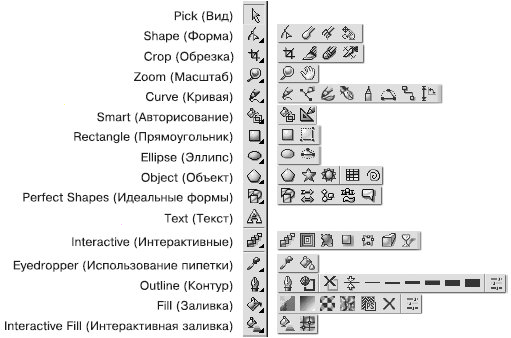 Pick (Вид)
Shape (Форма)
Crop (Обрезка)
Zoom (Масштаб)
Curve (Кривая)
Smart (Авторисование)
Rectangle (Прямоугольник)
Ellipse (Эллипс)
Object (Объект)
Perfect Shapes (Идеальные формы)
Text (Текст)
Interactive (Интерактивные)
Eyedropper (Использование пипетки)
Outline (Контур)
Fill (Заливка)
Interactive Fill (Интерактивная заливка)